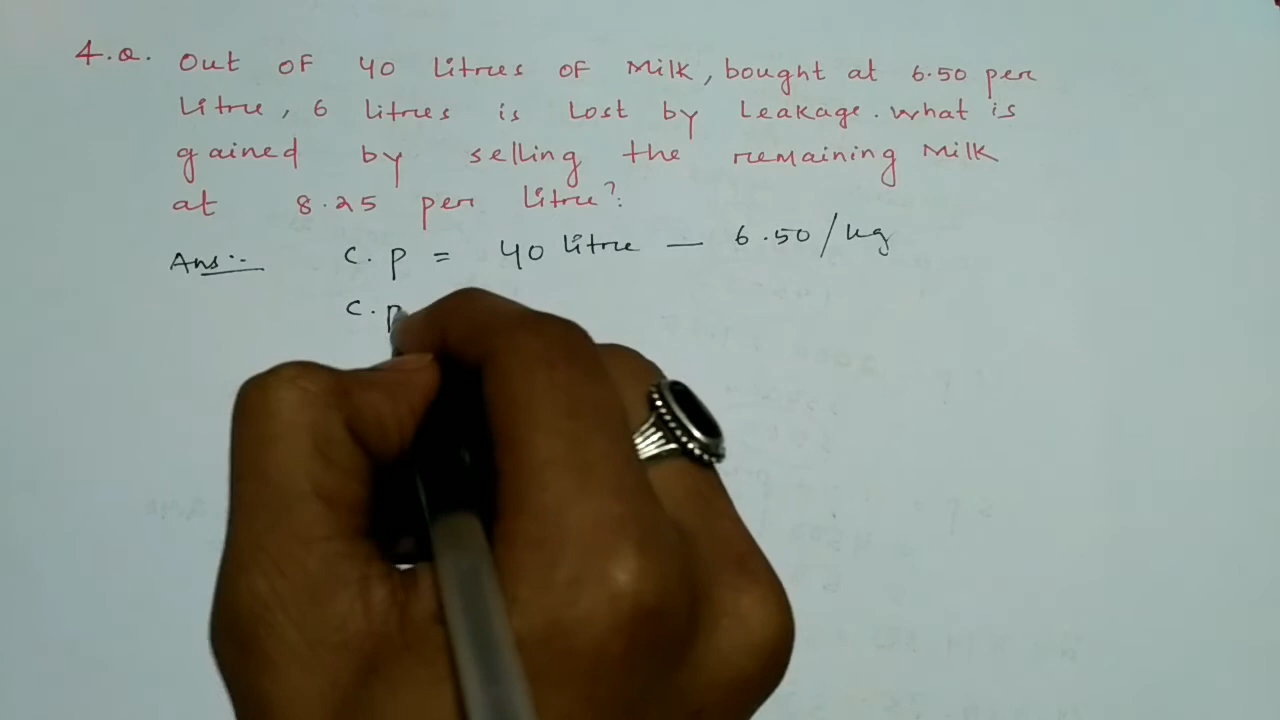 4.Q. Out OF 40 Litres OF Milk, bought at 6.50 per
Litre, 6 litres is Lost by Leakage. what is
gained by selling the remaining Milk
at 8.25 per litre?
Ans:- C.P = 40 litre — 6.50/kg
C.P